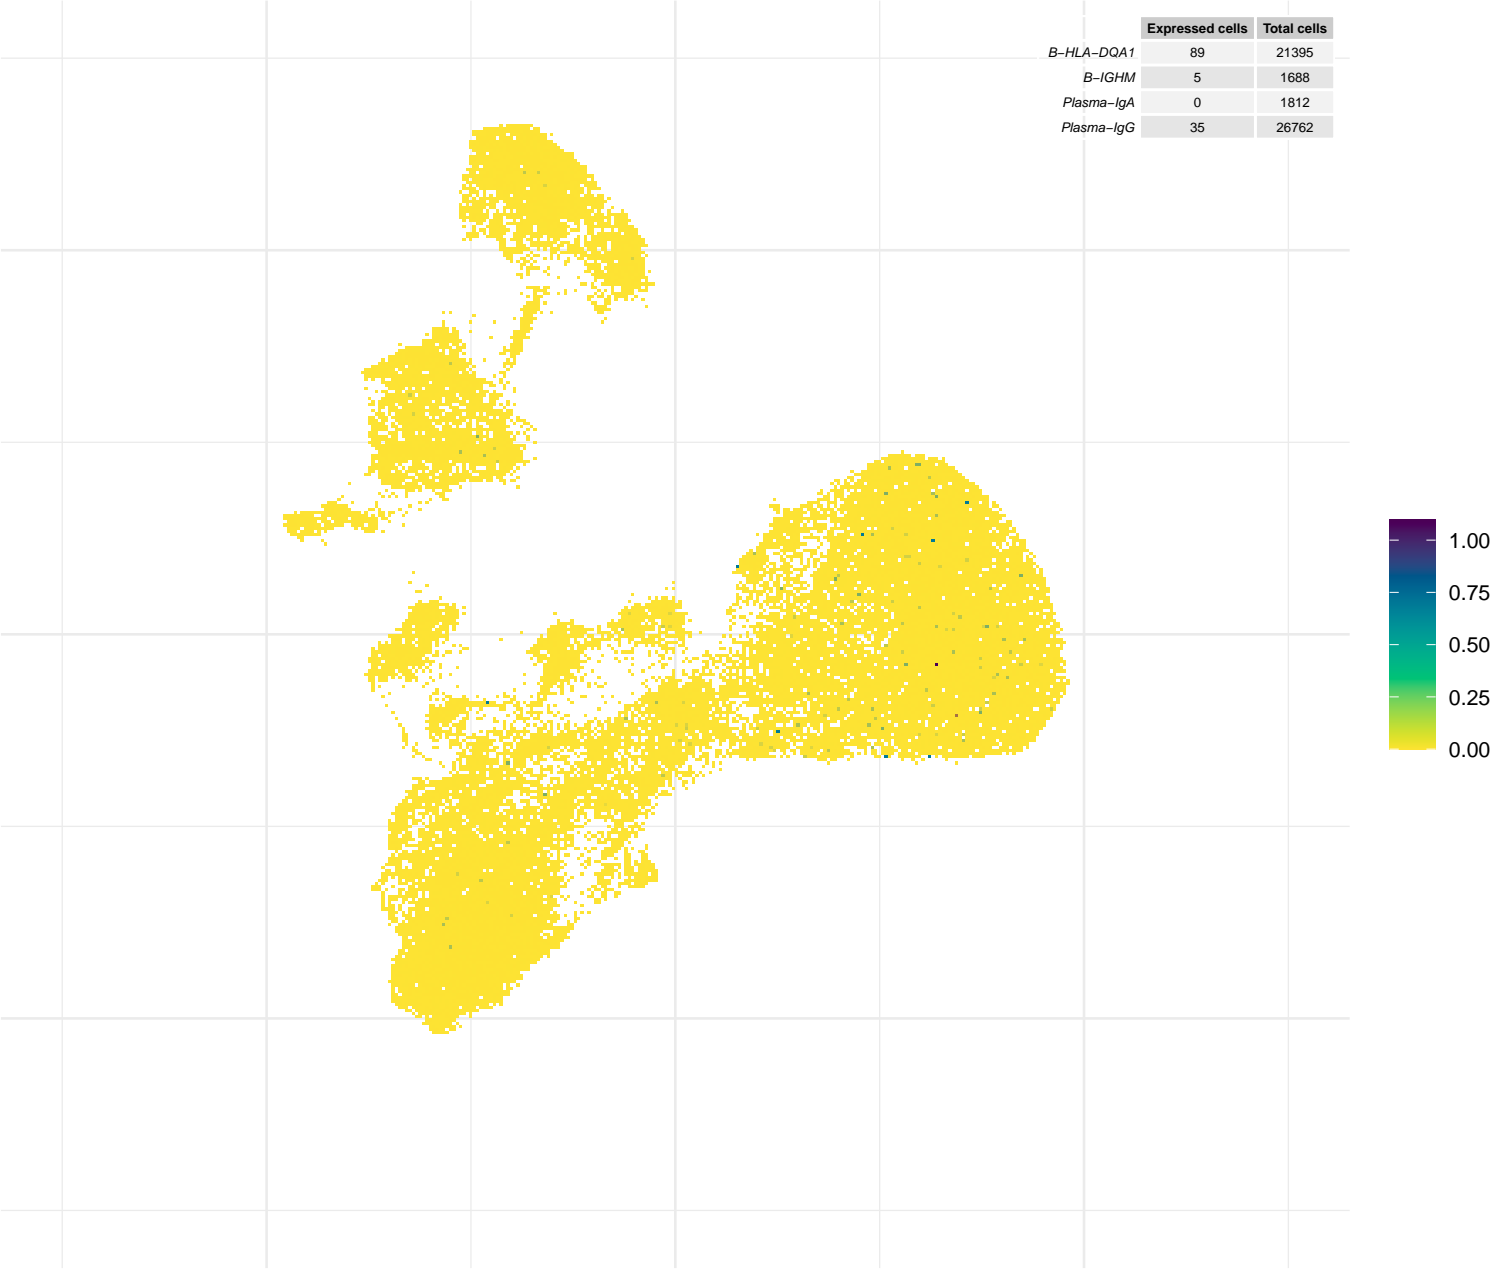 Expressed cells Total cells
B−HLA−DQA1 89 21395
B−IGHM 5 1688
Plasma−IgA 0 1812
Plasma−IgG 35 26762
1.00
0.75
0.50
0.25
0.00